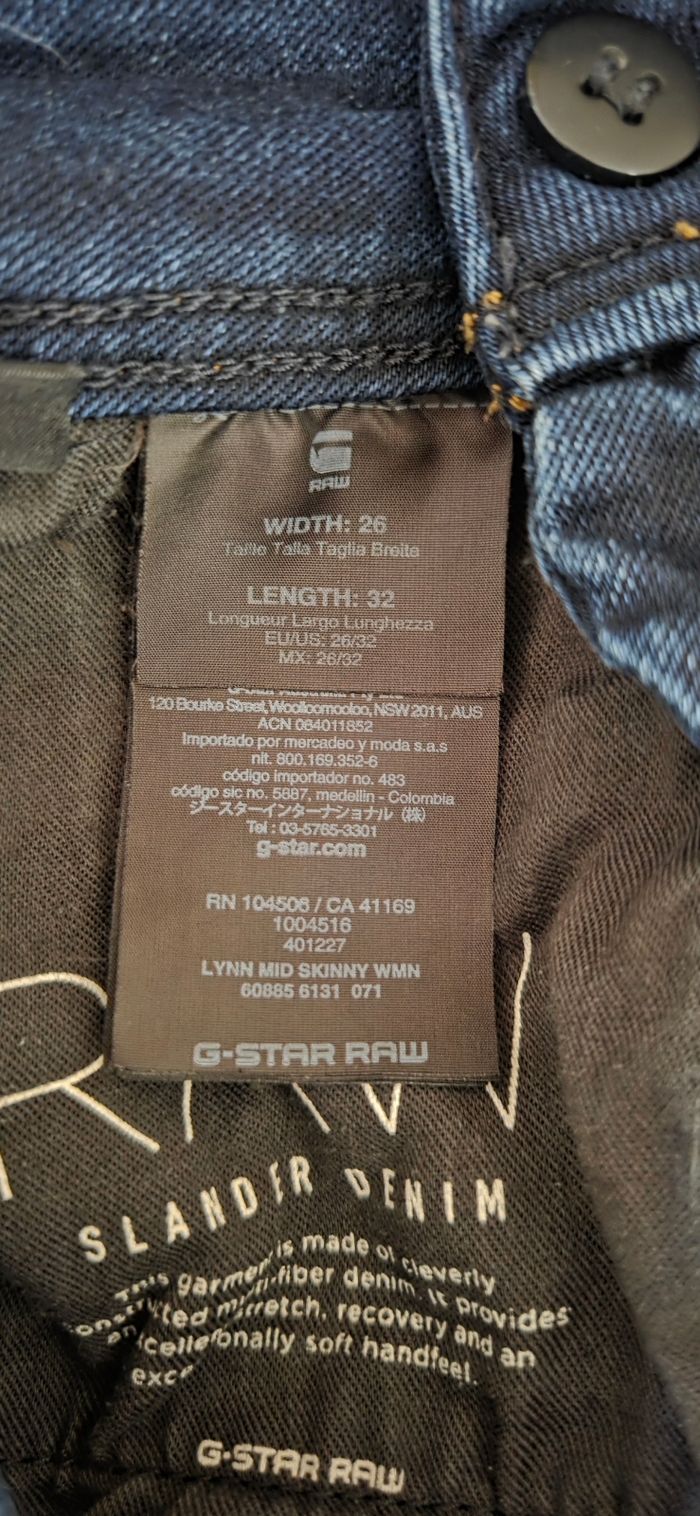 RAW
WIDTH: 26
Taille Talla Taglia Breite
LENGTH: 32
Longueur Largo Lunghezza
EU/US: 26/32
MX: 26/32
120 Bourke Street, Woolloomooloo, NSW 2011, AUS
ACN 084011852
Importado por mercadeo y moda s.a.s
nit. 800.169.352-6
código importador no. 483
código sic no. 5887, medellin - Colombia
ジースターインターナショナル（株）
Tel : 03-5765-3301
g-star.com
RN 104506 / CA 41169
1004516
401227
LYNN MID SKINNY WMN
60885 6131 071
G-STAR RAW
SLANDER DENIM
This garment is made of cleverly
denim. It provides
recovery and an
soft handfeel.
G-STAR RAW